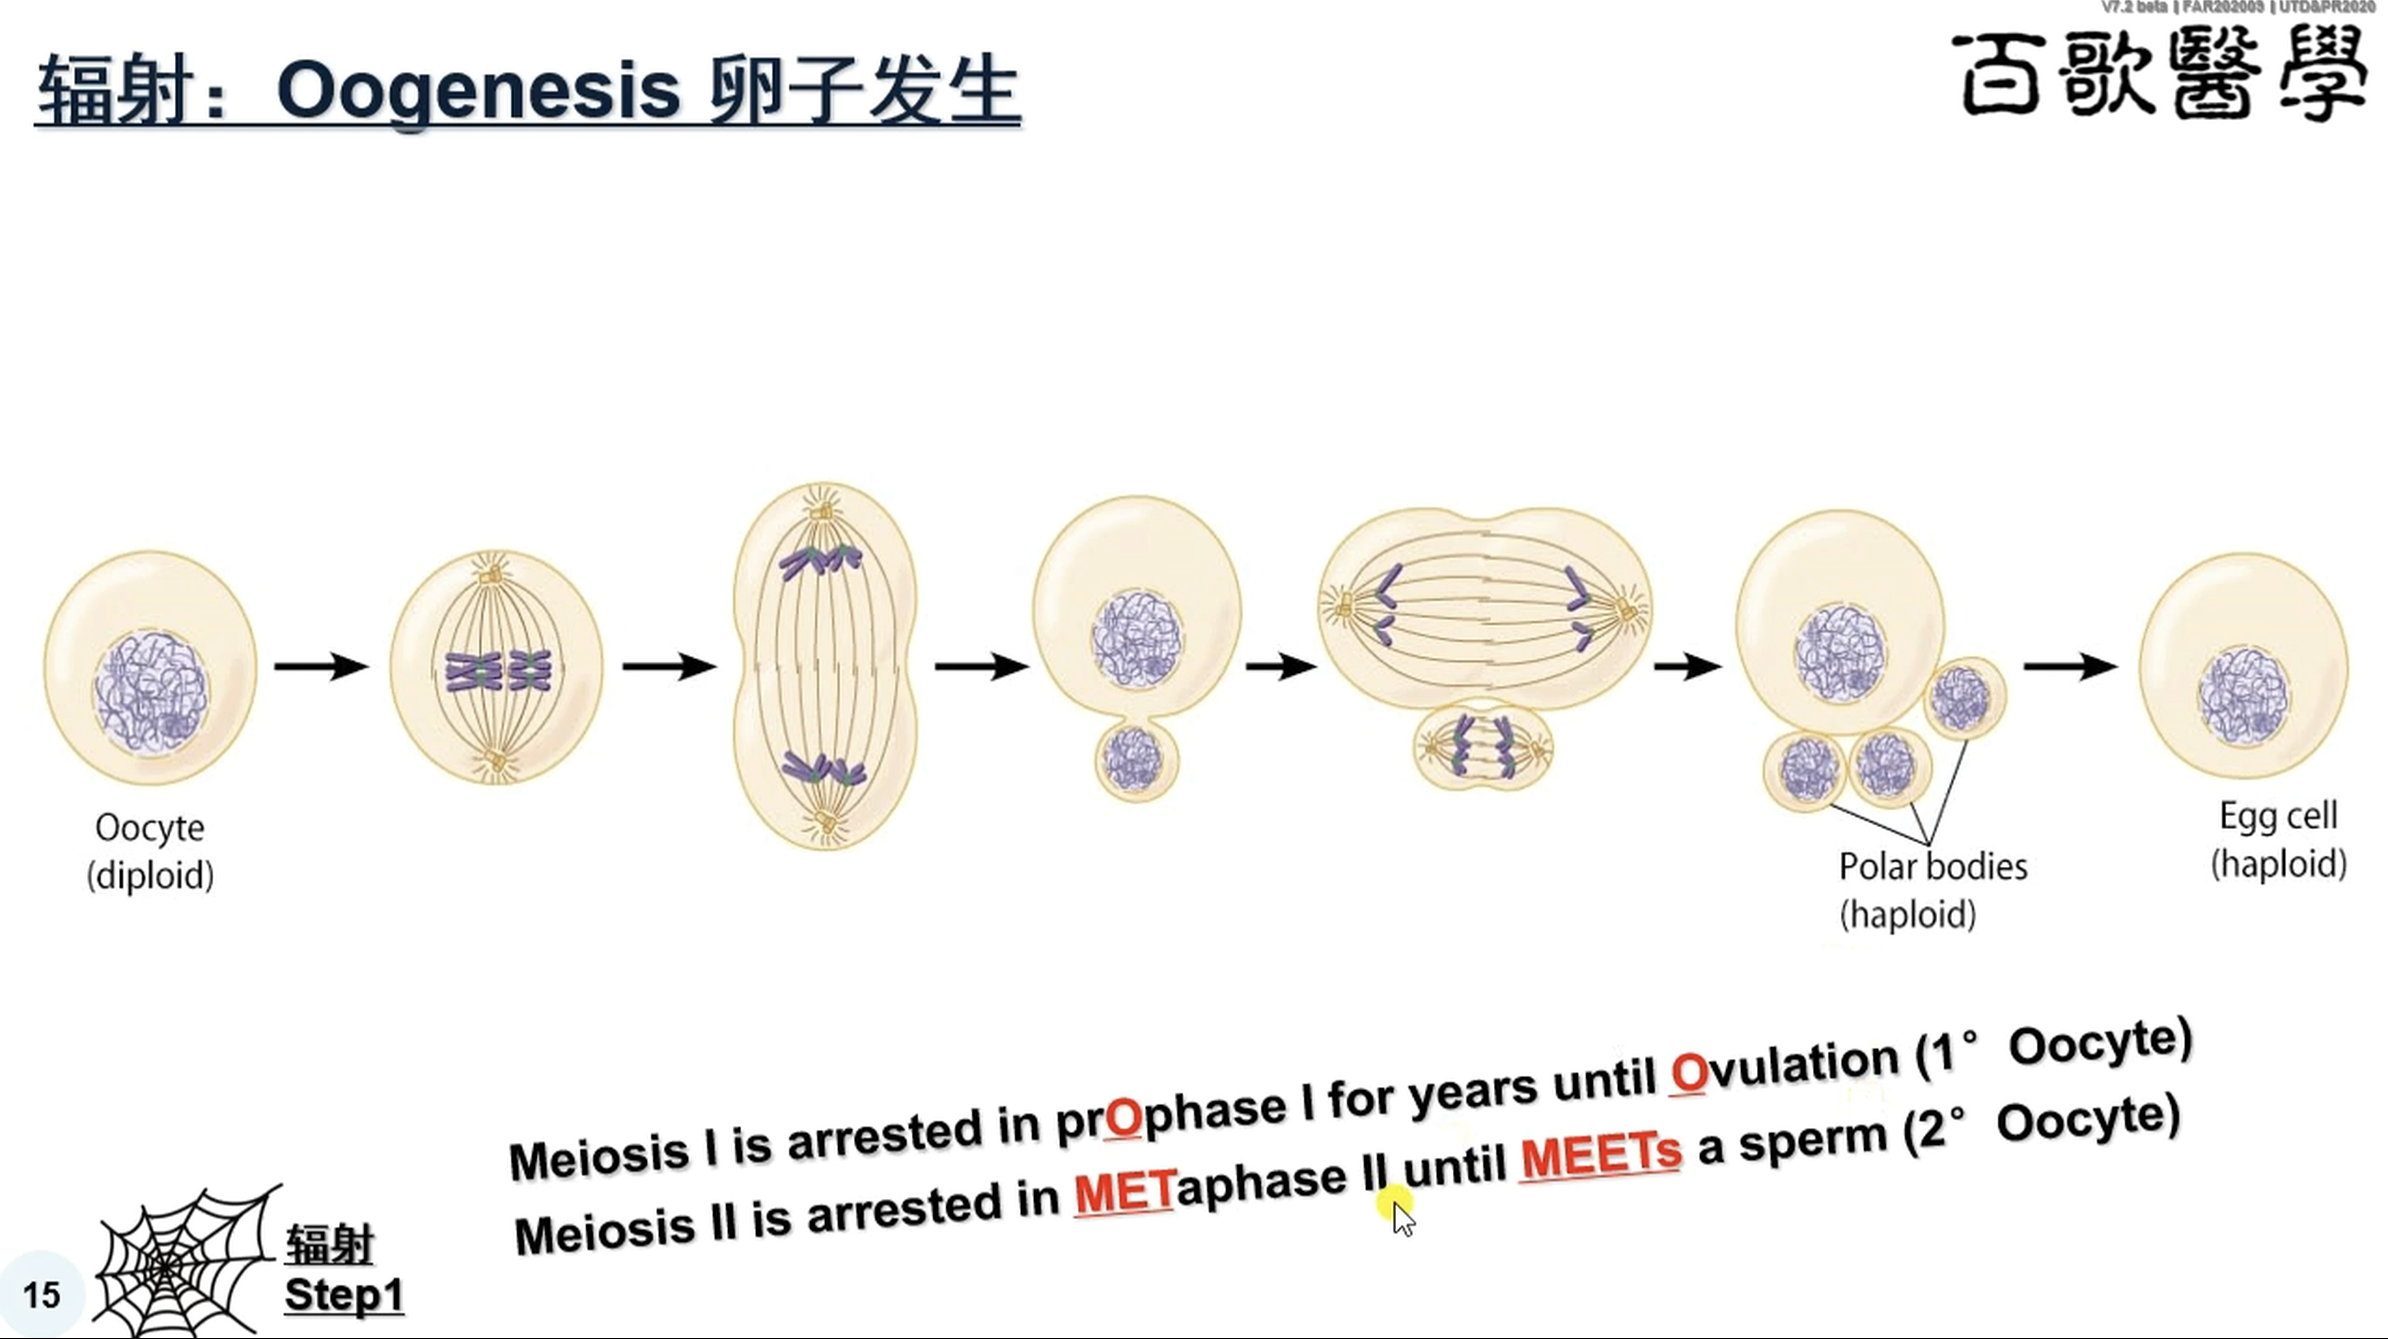 V7.2 beta | FAR202009 | UTD&PR2020
百歌醫學
辐射：Oogenesis 卵子发生
Oocyte
(diploid)
Polar bodies
(haploid)
Egg cell
(haploid)
Meiosis I is arrested in prOphase I for years until Ovulation (1° Oocyte)
Meiosis II is arrested in METaphase II until MEETs a sperm (2° Oocyte)
辐射
Step1
15